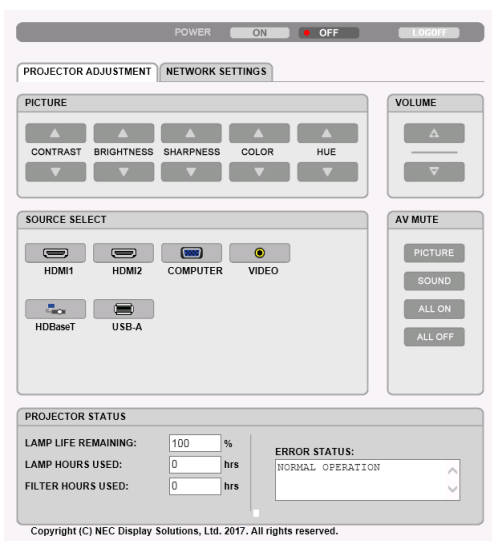 POWER ON OFF LOGOFF
PROJECTOR ADJUSTMENT NETWORK SETTINGS
PICTURE
CONTRAST BRIGHTNESS SHARPNESS COLOR HUE
VOLUME
SOURCE SELECT
HDMI1 HDMI2 COMPUTER VIDEO
HDBaseT USB-A
AV MUTE
PICTURE
SOUND
ALL ON
ALL OFF
PROJECTOR STATUS
LAMP LIFE REMAINING: 100 %
LAMP HOURS USED: 0 hrs
FILTER HOURS USED: 0 hrs
ERROR STATUS:
NORMAL OPERATION
Copyright (C) NEC Display Solutions, Ltd. 2017. All rights reserved.